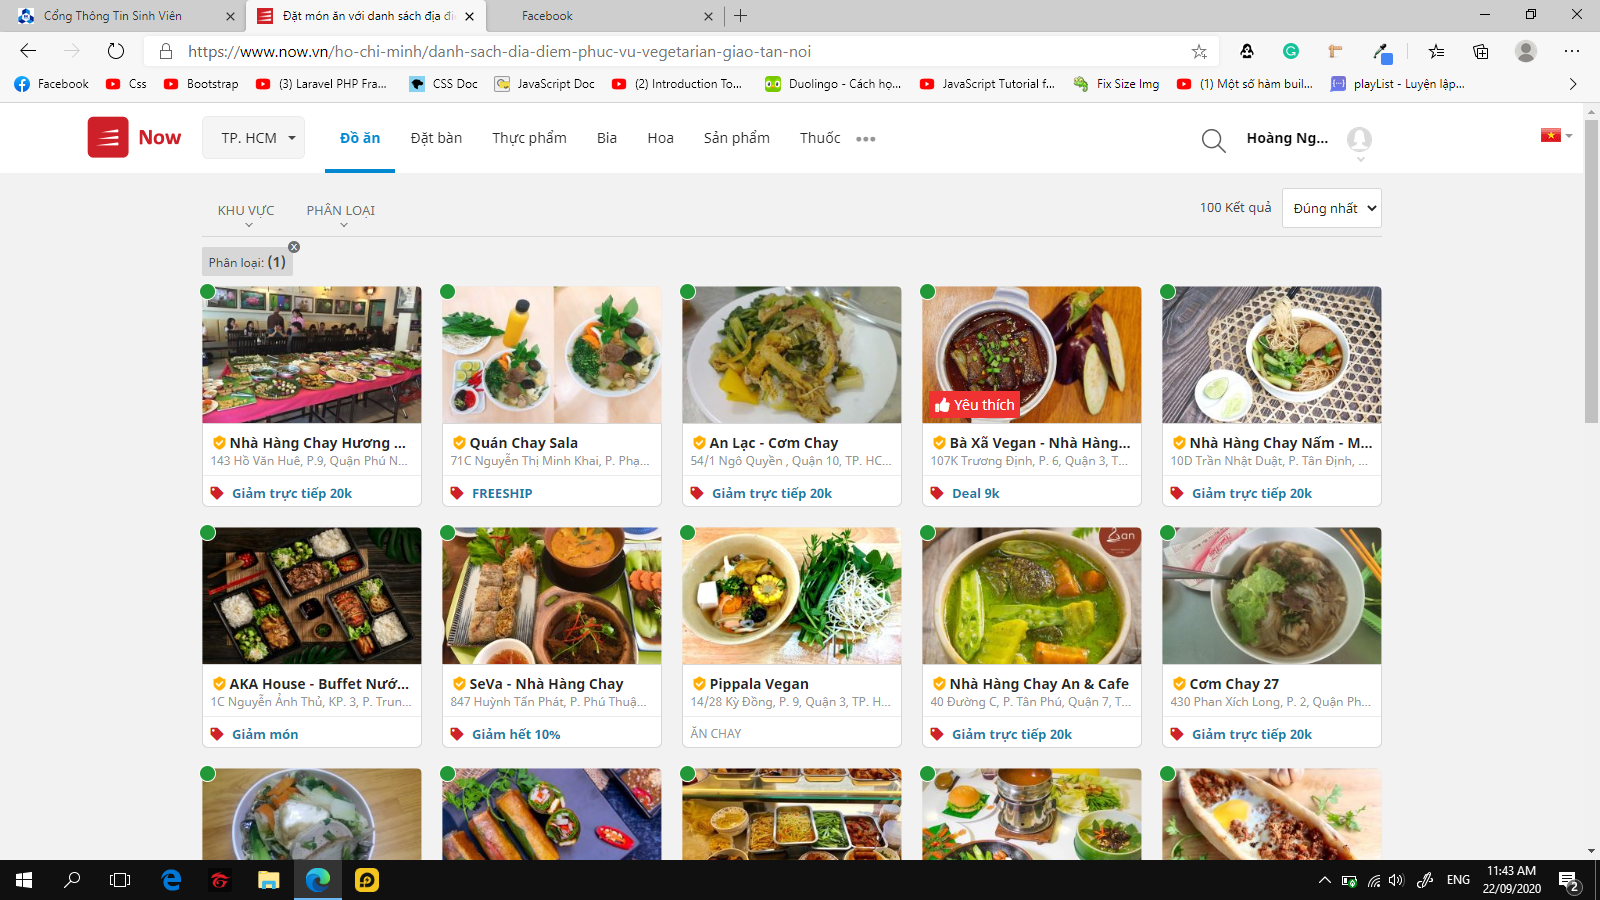 Cổng Thông Tin Sinh Viên
Đặt món ăn với danh sách địa đi
Facebook
https://www.now.vn/ho-chi-minh/danh-sach-dia-diem-phuc-vu-vegetarian-giao-tan-noi
Facebook
Css
Bootstrap
(3) Laravel PHP Fra...
CSS Doc
JavaScript Doc
(2) Introduction To...
Duolingo - Cách họ...
JavaScript Tutorial f...
Fix Size Img
(1) Một số hàm buil...
playList - Luyện lập...
Now
TP. HCM
Đồ ăn
Đặt bàn
Thực phẩm
Bia
Hoa
Sản phẩm
Thuốc
Hoàng Ng...
KHU VỰC
PHÂN LOẠI
100 Kết quả
Đúng nhất
Phân loại: (1)
Yêu thích
Nhà Hàng Chay Hương ...
143 Hồ Văn Huê, P.9, Quận Phú N...
Giảm trực tiếp 20k
Quán Chay Sala
71C Nguyễn Thị Minh Khai, P. Phạ...
FREESHIP
An Lạc - Cơm Chay
54/1 Ngô Quyền , Quận 10, TP. HC...
Giảm trực tiếp 20k
Bà Xã Vegan - Nhà Hàng...
107K Trương Định, P. 6, Quận 3, T...
Deal 9k
Nhà Hàng Chay Nấm - M...
10D Trần Nhật Duật, P. Tân Định, ...
Giảm trực tiếp 20k
an
AKA House - Buffet Nướ...
1C Nguyễn Ảnh Thủ, KP. 3, P. Trun...
Giảm món
SeVa - Nhà Hàng Chay
847 Huỳnh Tấn Phát, P. Phú Thuậ...
Giảm hết 10%
Pippala Vegan
14/28 Kỳ Đồng, P. 9, Quận 3, TP. H...
ĂN CHAY
Nhà Hàng Chay An & Cafe
40 Đường C, P. Tân Phú, Quận 7, T...
Giảm trực tiếp 20k
Cơm Chay 27
430 Phan Xích Long, P. 2, Quận Ph...
Giảm trực tiếp 20k
ENG
11:43 AM
22/09/2020
2